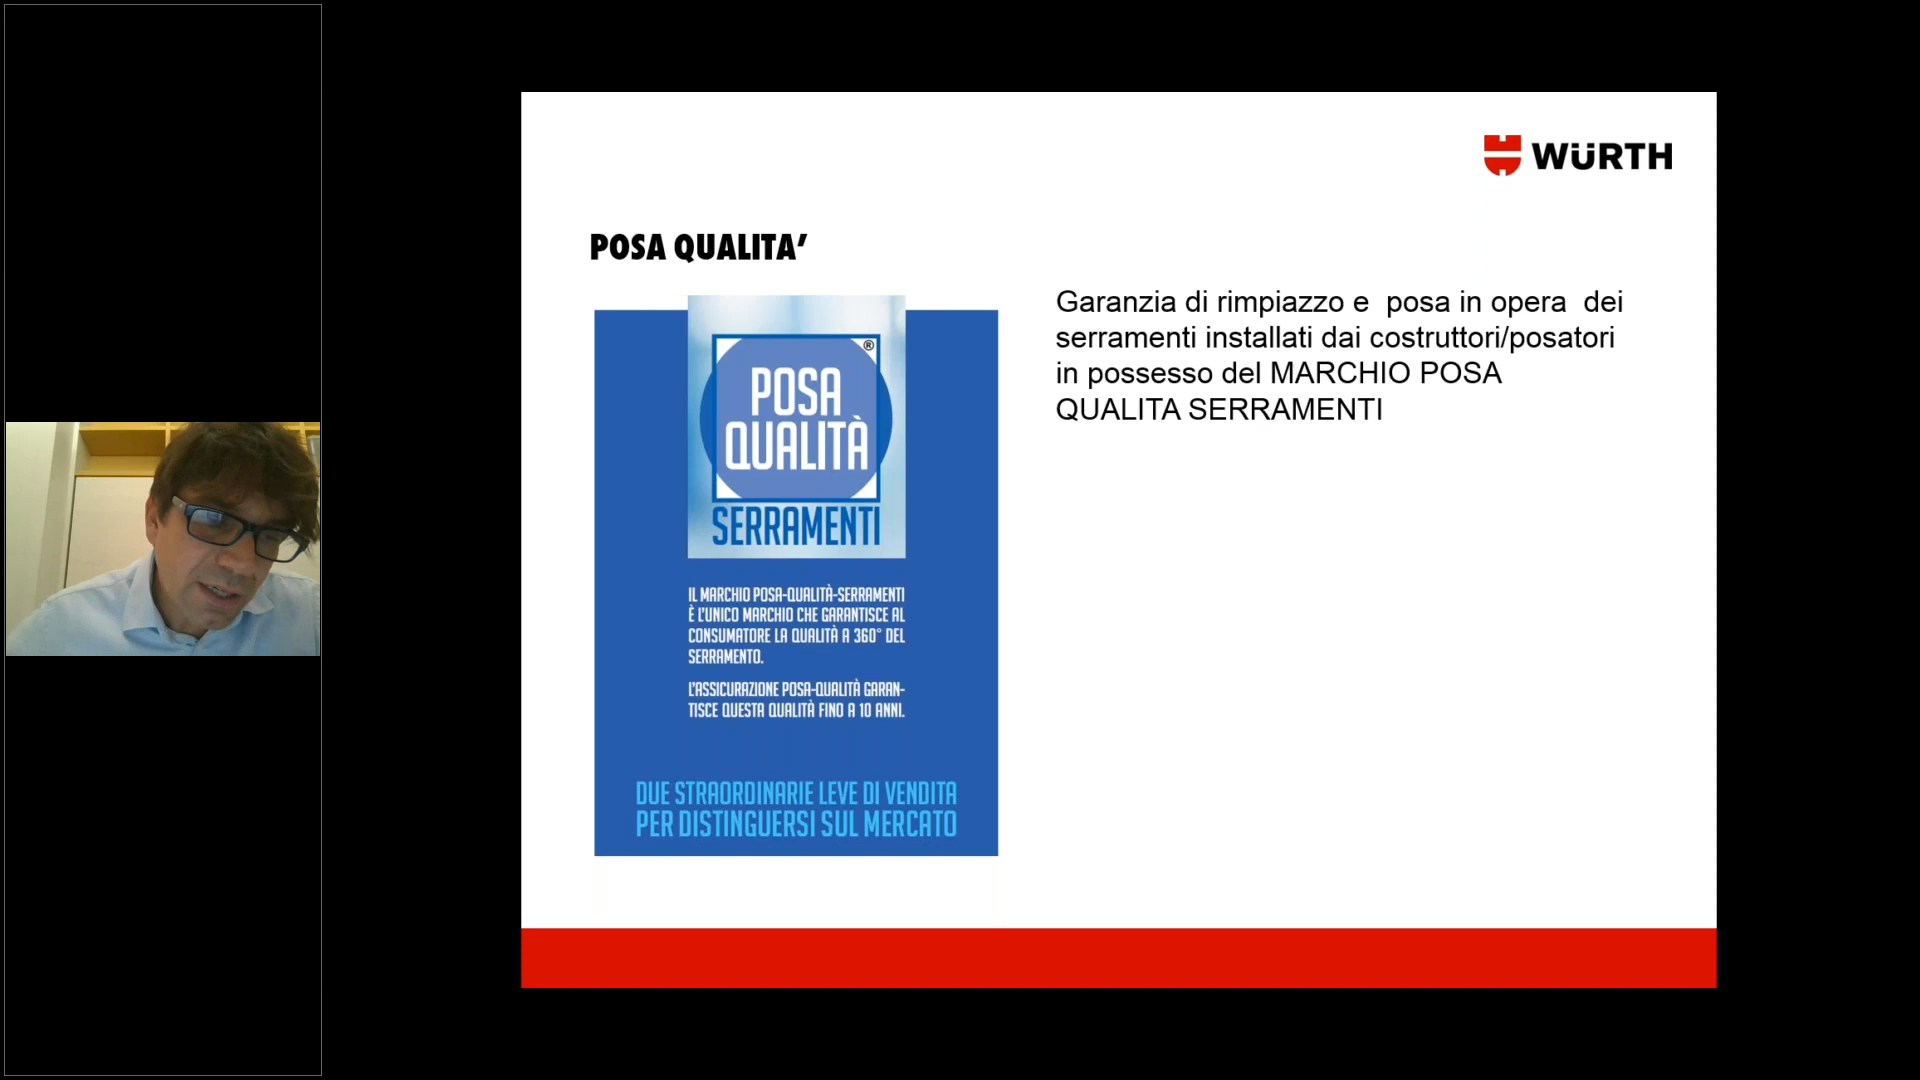 WÜRTH
POSA QUALITA’
Garanzia di rimpiazzo e  posa in opera  dei
serramenti installati dai costruttori/posatori
in possesso del MARCHIO POSA
QUALITA SERRAMENTI
®
POSA
QUALITÀ
SERRAMENTI
IL MARCHIO POSA-QUALITÀ-SERRAMENTI
È L'UNICO MARCHIO CHE GARANTISCE AL
CONSUMATORE LA QUALITÀ A 360° DEL
SERRAMENTO.
L'ASSICURAZIONE POSA-QUALITÀ GARAN-
TISCE QUESTA QUALITÀ FINO A 10 ANNI.
DUE STRAORDINARIE LEVE DI VENDITA
PER DISTINGUERSI SUL MERCATO